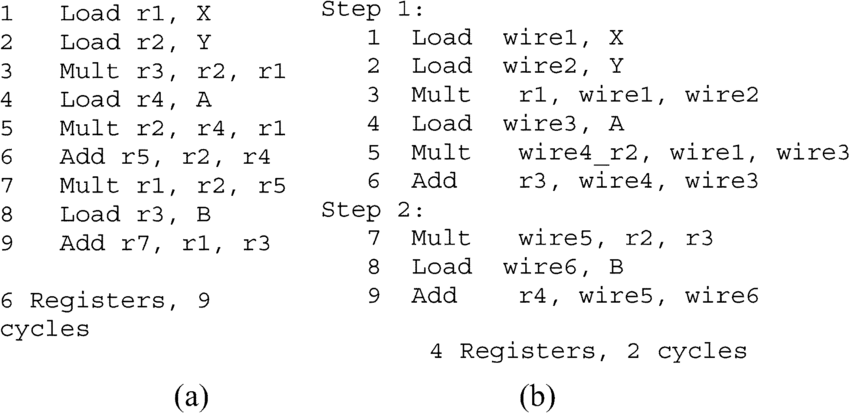 1 Load r1, X
2 Load r2, Y
3 Mult r3, r2, r1
4 Load r4, A
5 Mult r2, r4, r1
6 Add r5, r2, r4
7 Mult r1, r2, r5
8 Load r3, B
9 Add r7, r1, r3
6 Registers, 9
cycles
(a)
Step 1:
1 Load wire1, X
2 Load wire2, Y
3 Mult r1, wire1, wire2
4 Load wire3, A
5 Mult wire4_r2, wire1, wire3
6 Add r3, wire4, wire3
Step 2:
7 Mult wire5, r2, r3
8 Load wire6, B
9 Add r4, wire5, wire6
4 Registers, 2 cycles
(b)